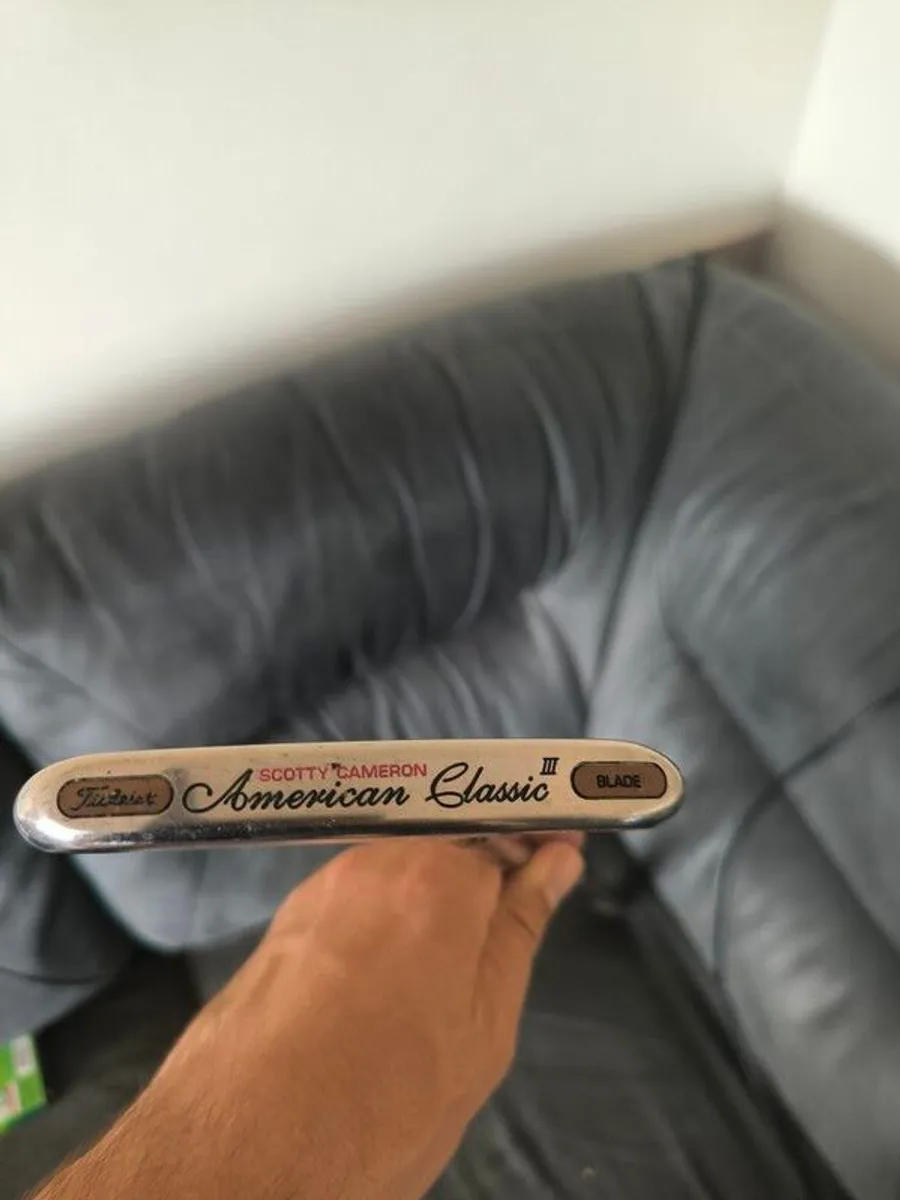 Titleist
SCOTTY CAMERON
American Classic III
BLADE